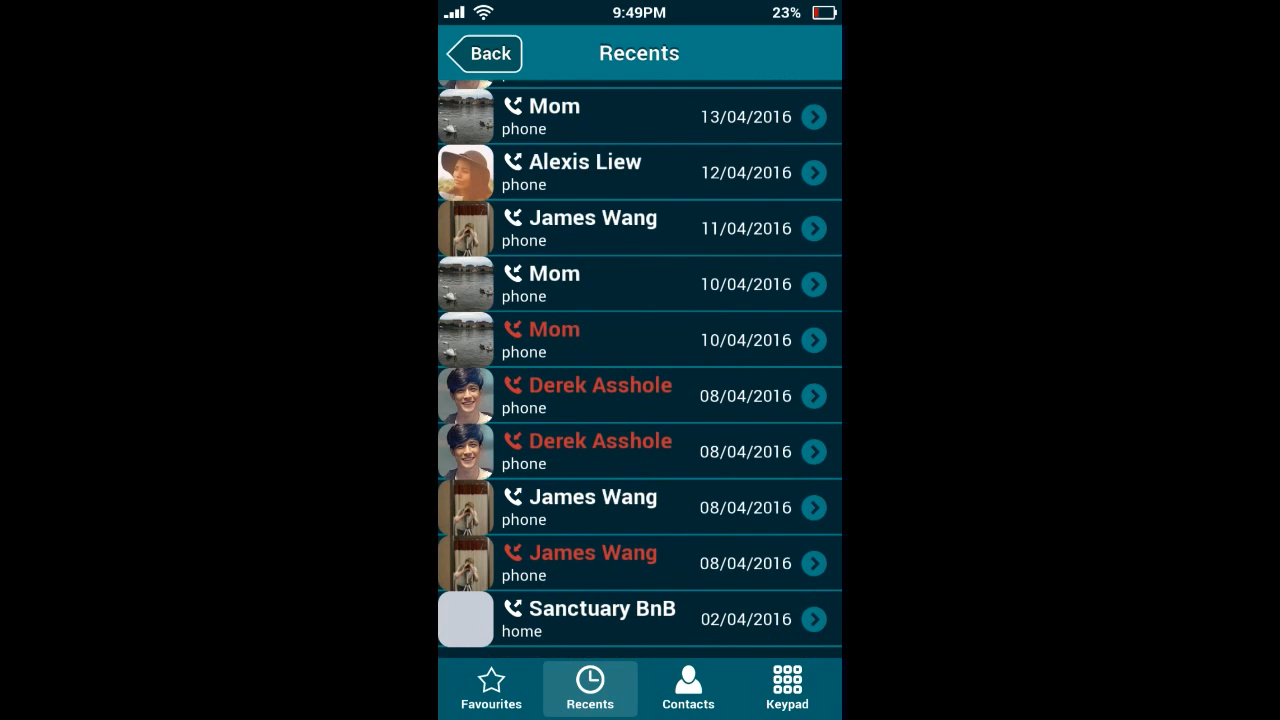 9:49PM 23%
Back Recents
Mom
phone 13/04/2016
Alexis Liew
phone 12/04/2016
James Wang
phone 11/04/2016
Mom
phone 10/04/2016
Mom
phone 10/04/2016
Derek Asshole
phone 08/04/2016
Derek Asshole
phone 08/04/2016
James Wang
phone 08/04/2016
James Wang
phone 08/04/2016
Sanctuary BnB
home 02/04/2016
Favourites Recents Contacts Keypad